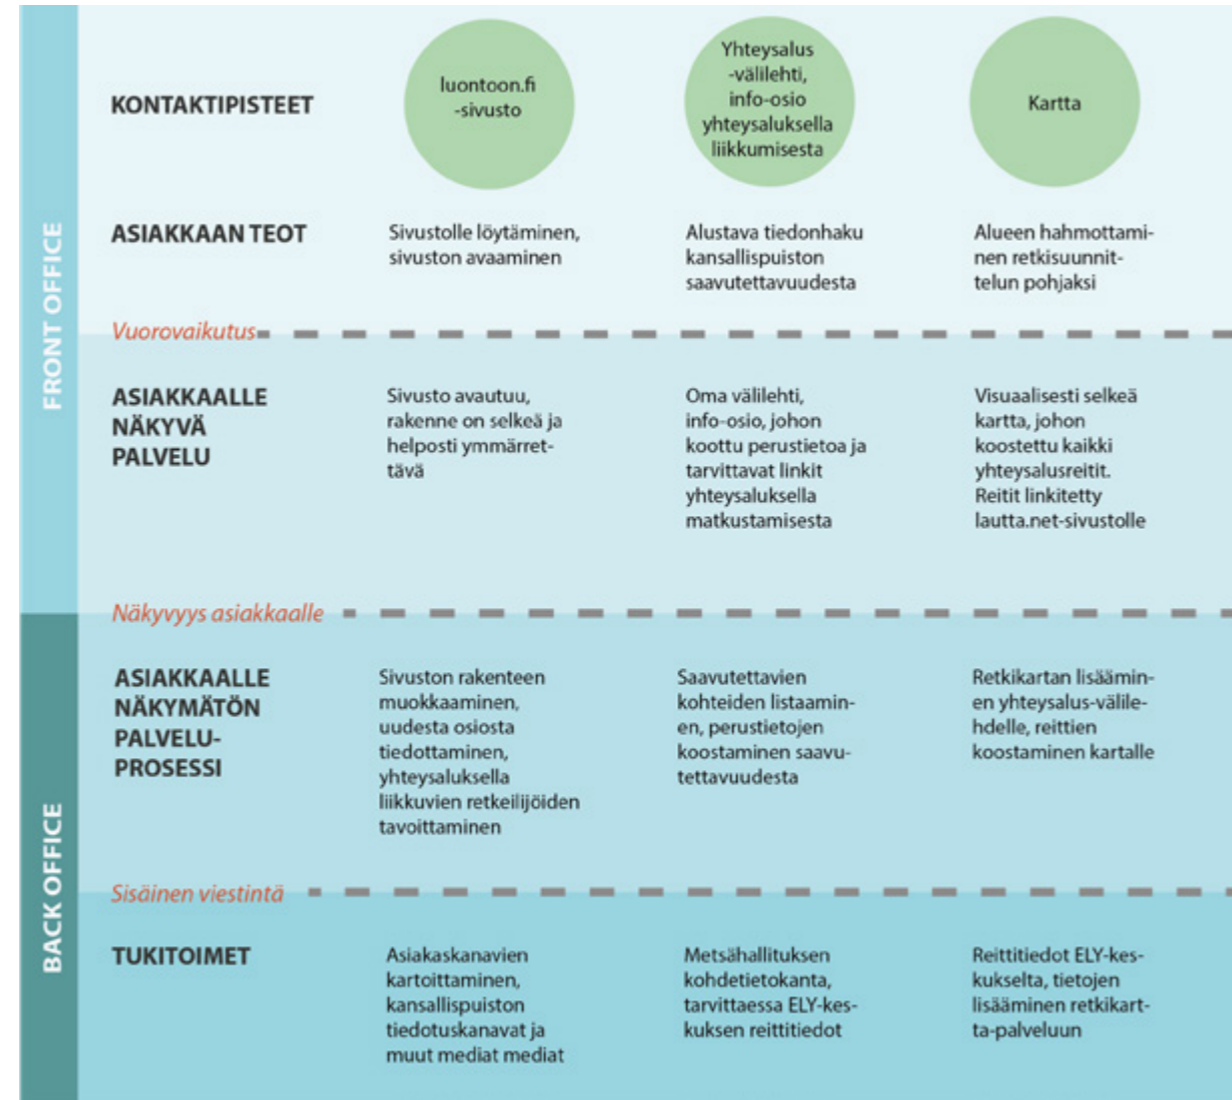 FRONT OFFICE
KONTAKTIPISTEET
luontoon.fi
-sivusto
Yhteysalus
-välilehti,
info-osio
yhteysaluksella
liikkumisesta
Kartta
ASIAKKAAN TEOT
Sivustolle löytäminen,
sivuston avaaminen
Alustava tiedonhaku
kansallispuiston
saavutettavuudesta
Alueen hahmottami-
nen retkisuunnit-
telun pohjaksi
Vuorovaikutus
ASIAKKAALLE
NÄKYVÄ
PALVELU
Sivusto avautuu,
rakenne on selkeä ja
helposti ymmärret-
tävä
Oma välilehti,
info-osio, johon
koottu perustietoa ja
tarvittavat linkit
yhteysaluksella
matkustamisesta
Visuaalisesti selkeä
kartta, johon
koostettu kaikki
yhteysalusreitit.
Reitit linkitetty
lautta.net-sivustolle
Näkyvyys asiakkaalle
BACK OFFICE
ASIAKKAALLE
NÄKYMÄTÖN
PALVELU-
PROSESSI
Sivuston rakenteen
muokkaaminen,
uudesta osiosta
tiedottaminen,
yhteysaluksella
liikkuvien retkeilijöiden
tavoittaminen
Saavutettavien
kohteiden listaamin-
en, perustietojen
koostaminen saavu-
tettavuudesta
Retkikartan lisäämin-
en yhteysalus-välile-
hdelle, reittien
koostaminen kartalle
Sisäinen viestintä
TUKITOIMET
Asiakaskanavien
kartoittaminen,
kansallispuiston
tiedotuskanavat ja
muut mediat mediat
Metsähallituksen
kohdetietokanta,
tarvittaessa ELY-kes-
kuksen reittitiedot
Reittitiedot ELY-kes-
kukselta, tietojen
lisääminen retkikart-
ta-palveluun